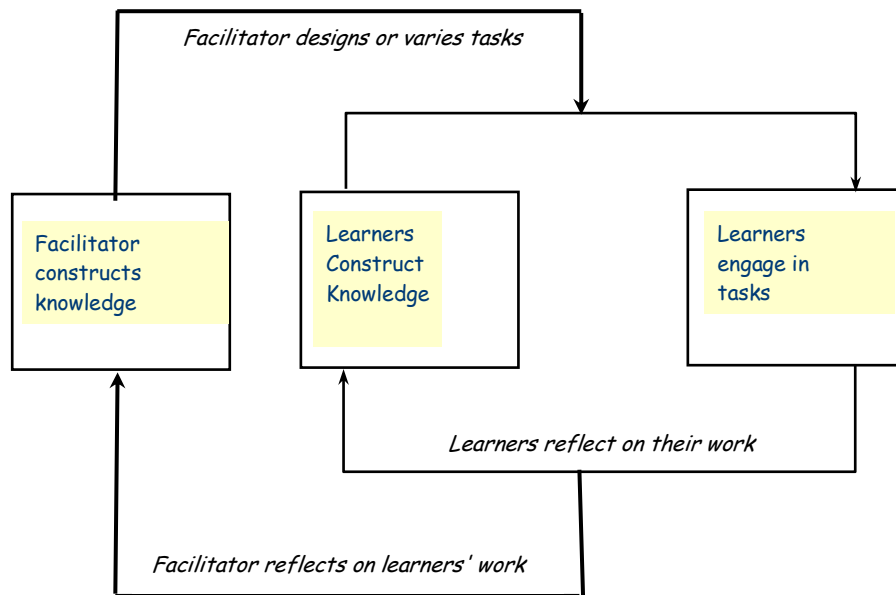 Facilitator designs or varies tasks
Facilitator
constructs
knowledge
Learners
Construct
Knowledge
Learners
engage in
tasks
Learners reflect on their work
Facilitator reflects on learners' work